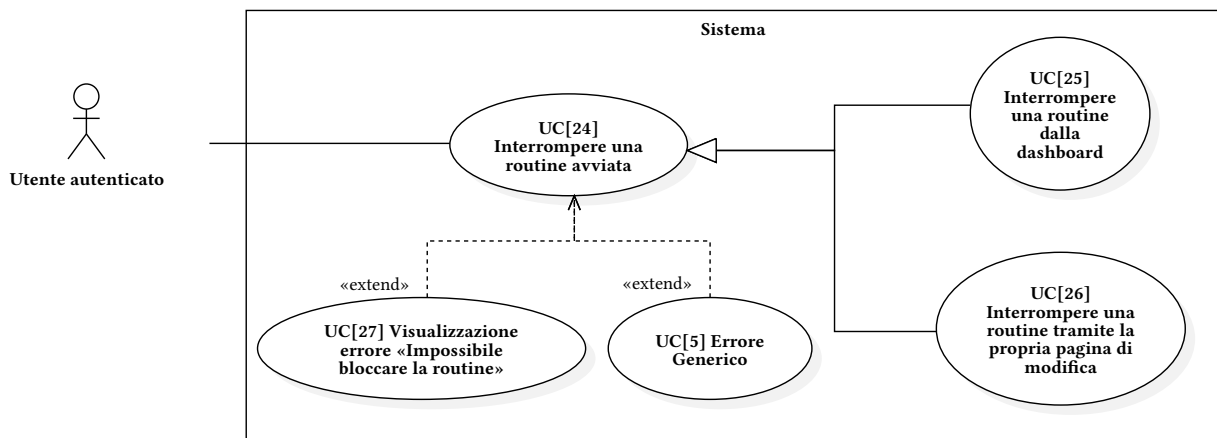 Sistema
UC[25]
Interrompere
una routine
dalla
dashboard
UC[24]
Interrompere una
routine avviata
Utente autenticato
«extend»
«extend»
UC[26]
Interrompere una
routine tramite la
propria pagina di
modifica
UC[27] Visualizzazione
errore «Impossibile
bloccare la routine»
UC[5] Errore
Generico